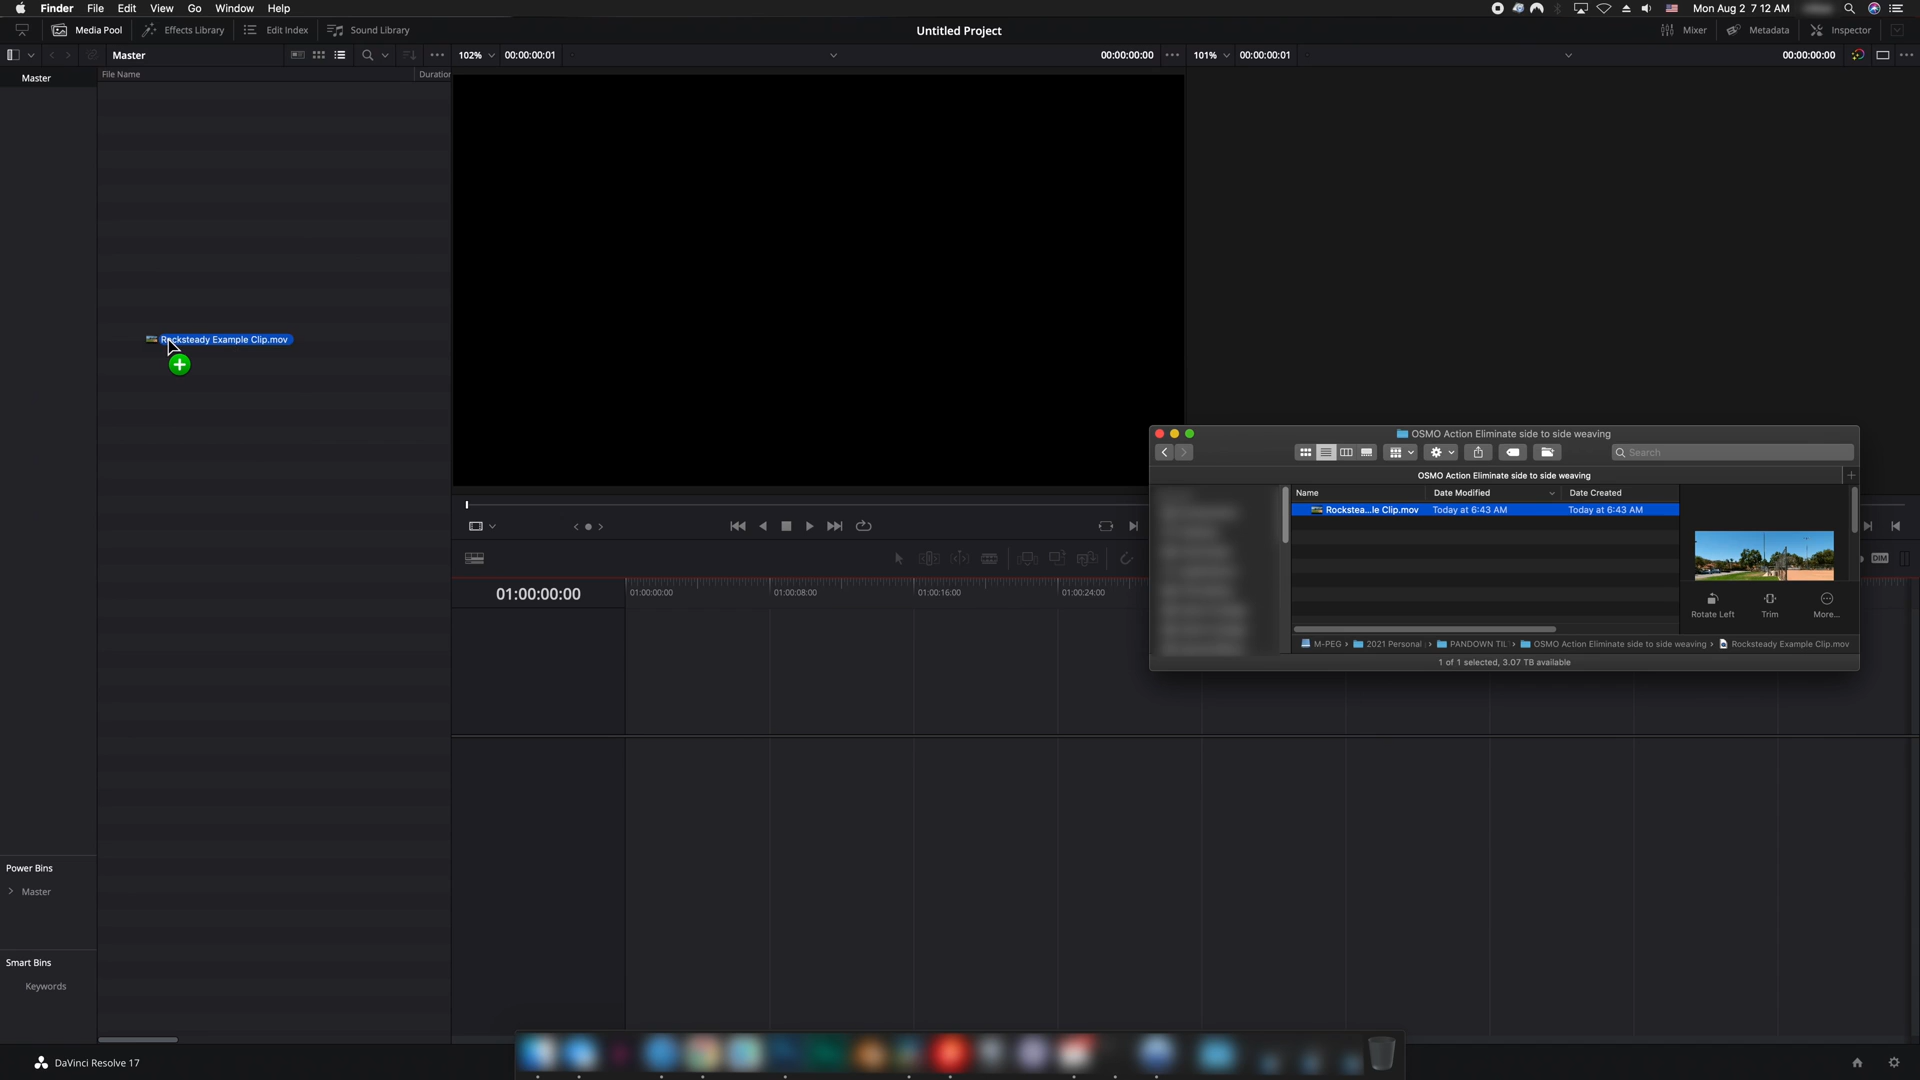 Finder File Edit View Go Window Help
Mon Aug 2 7 12 AM
Media Pool Effects Library Edit Index Sound Library
Untitled Project
Mixer Metadata Inspector
Master
102% 00:00:00:01 00:00:00:00
101% 00:00:00:01 00:00:00:00
Master
File Name Duration
Rocksteady Example Clip.mov
OSMO Action Eliminate side to side weaving
Search
OSMO Action Eliminate side to side weaving
Name Date Modified Date Created
Rockstea...le Clip.mov Today at 6:43 AM Today at 6:43 AM
DIM
01:00:00:00
01:00:00:00 01:00:08:00 01:00:16:00 01:00:24:00
Rotate Left Trim More...
M-PEG 2021 Personal PANDOWN TIL OSMO Action Eliminate side to side weaving Rocksteady Example Clip.mov
1 of 1 selected, 3.07 TB available
Power Bins
Master
Smart Bins
Keywords
DaVinci Resolve 17